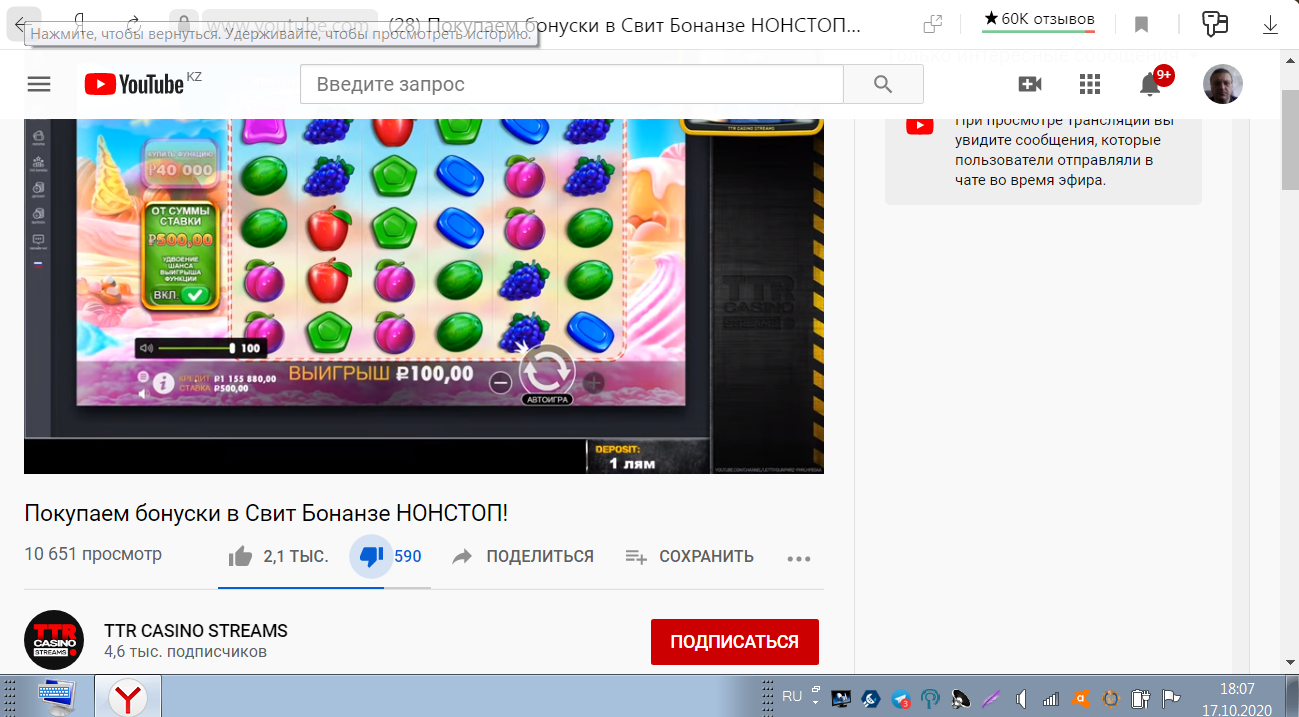 www.youtube.com (28) Покупаем бонуски в Свит Бонанзе НОНСТОП...
★ 60К отзывов
Нажмите, чтобы вернуться. Удерживайте, чтобы просмотреть историю.
YouTube KZ
Введите запрос
9+
При просмотре трансляции вы
увидите сообщения, которые
пользователи отправляли в
чате во время эфира.
TTR CASINO STREAMS
КУПИТЬ ФУНКЦИЮ
₽40 000
ОТ СУММЫ
СТАВКИ
₽500,00
УДВОЕНИЕ
ШАНСА
ВЫИГРЫША
ФУНКЦИИ
ВКЛ.
TTR
CASINO
STREAMS
100
КРЕДИТ ₽1 155 880,00
СТАВКА ₽500,00
ВЫИГРЫШ ₽100,00
АВТОИГРА
DEPOSIT:
1 лям
Покупаем бонуски в Свит Бонанзе НОНСТОП!
10 651 просмотр
2,1 ТЫС.
590
ПОДЕЛИТЬСЯ
СОХРАНИТЬ
TTR
CASINO
STREAMS
TTR CASINO STREAMS
4,6 тыс. подписчиков
ПОДПИСАТЬСЯ
RU
3
18:07
17.10.2020